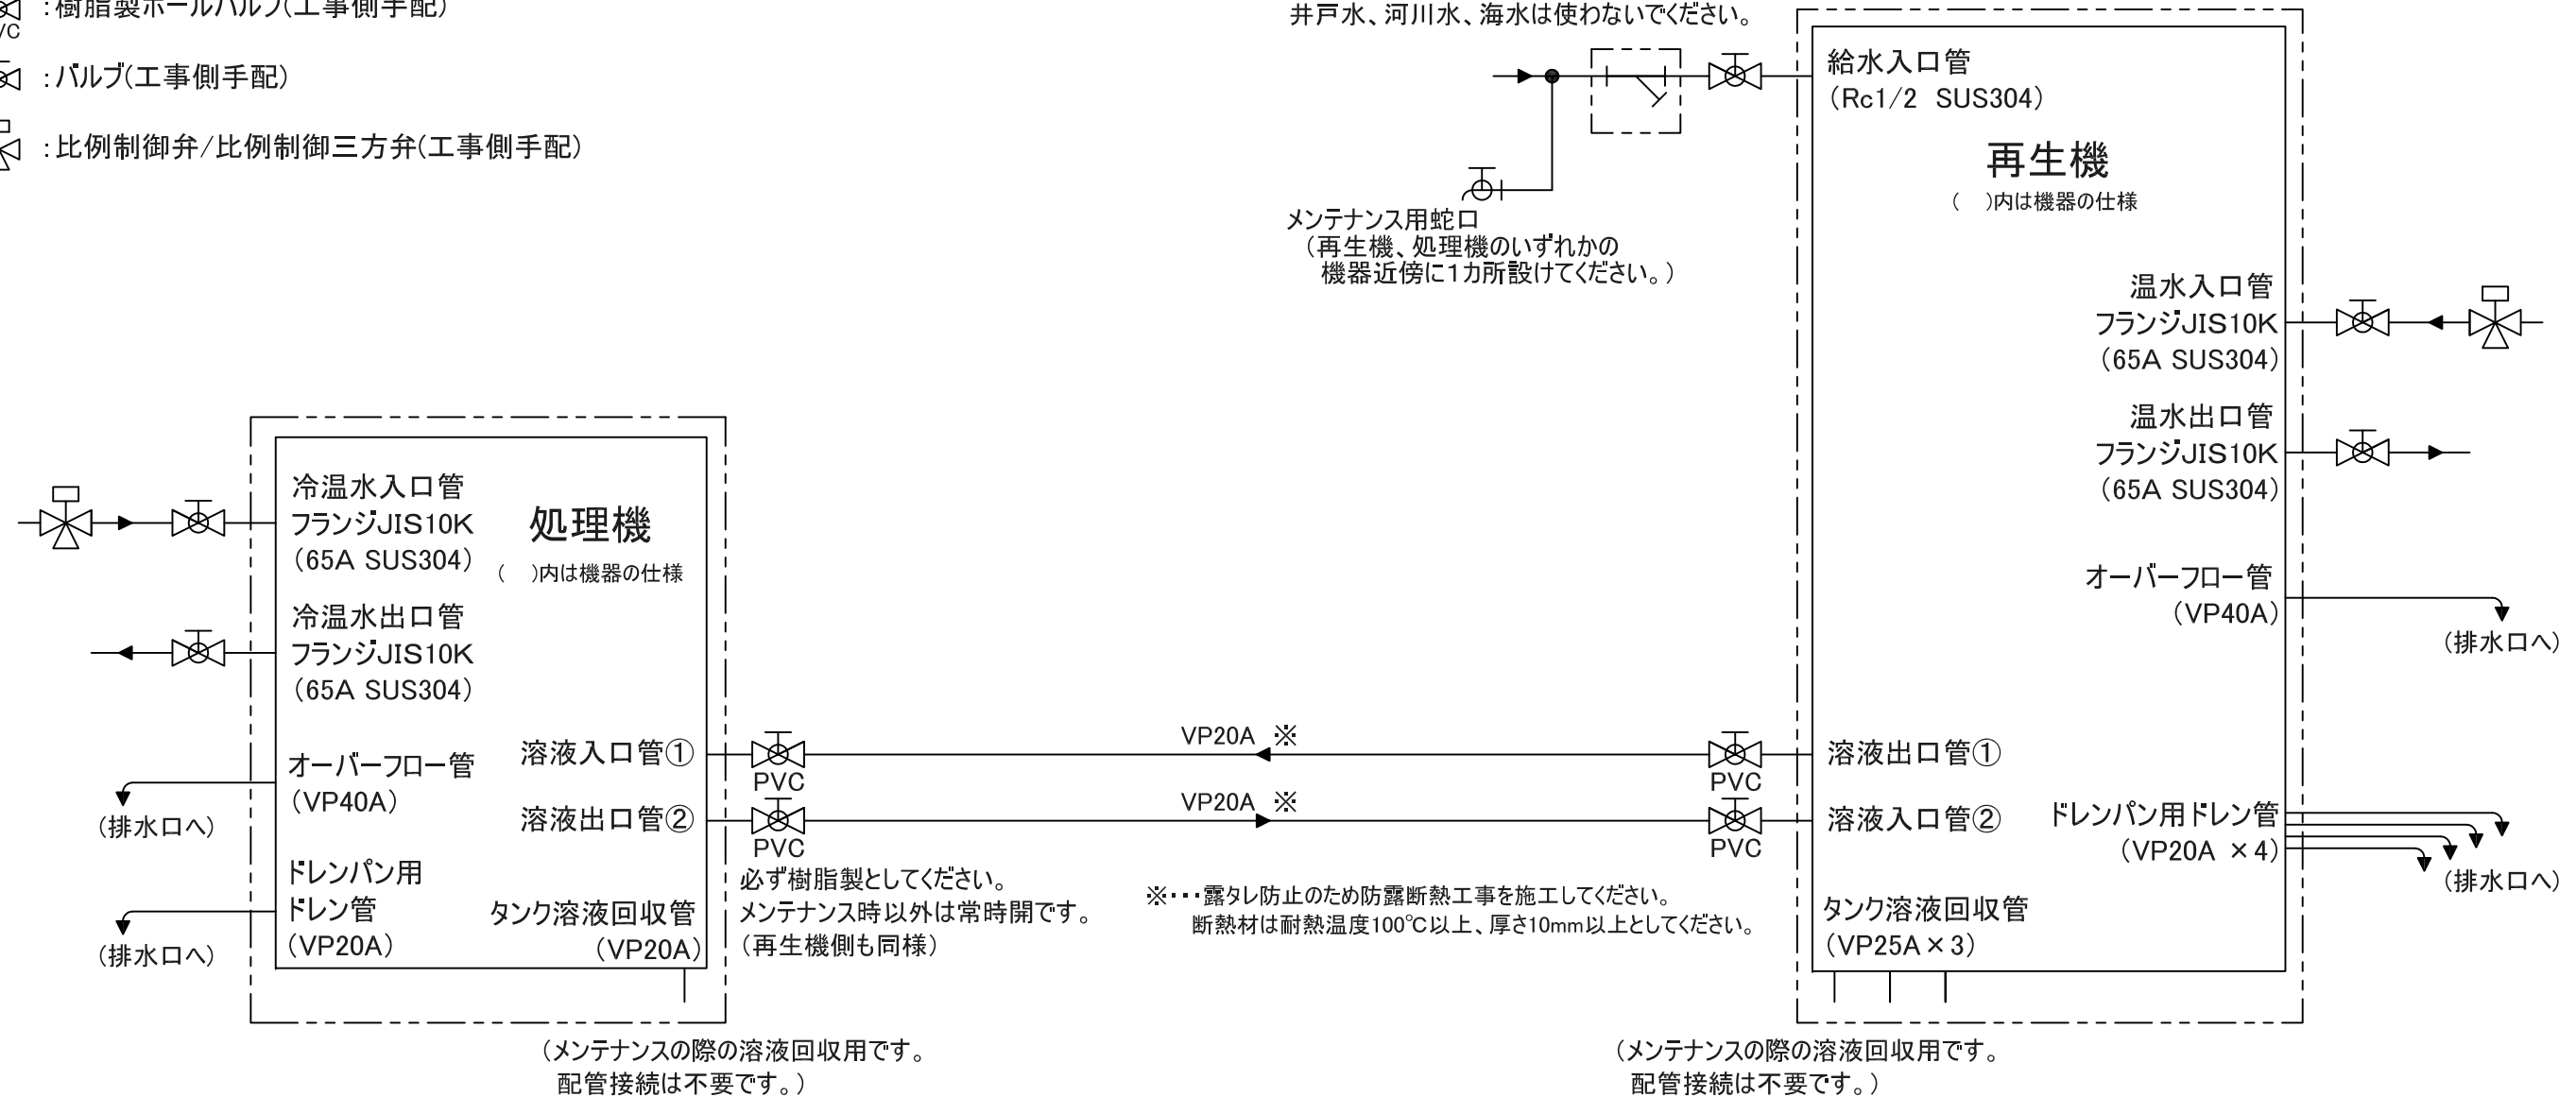 :樹脂製ボールバルブ(工事側手配)
:バルブ(工事側手配)
:比例制御弁/比例制御三方弁(工事側手配)
井戸水、河川水、海水は使わないでください。
メンテナンス用蛇口
(再生機、処理機のいずれかの
機器近傍に1カ所設けてください。)
給水入口管
(Rc1/2 SUS304)
再生機
( )内は機器の仕様
温水入口管
フランジJIS10K
(65A SUS304)
温水出口管
フランジJIS10K
(65A SUS304)
オーバーフロー管
(VP40A)
(排水口へ)
冷温水入口管
フランジJIS10K
(65A SUS304)
処理機
( )内は機器の仕様
冷温水出口管
フランジJIS10K
(65A SUS304)
オーバーフロー管
(VP40A)
(排水口へ)
溶液入口管①
溶液出口管②
ドレンパン用
ドレン管
(VP20A)
(排水口へ)
タンク溶液回収管
(VP20A)
PVC
PVC
VP20A ※
VP20A ※
PVC
PVC
必ず樹脂製としてください。
メンテナンス時以外は常時開です。
(再生機側も同様)
※・・・露タレ防止のため防露断熱工事を施工してください。
断熱材は耐熱温度100℃以上、厚さ10mm以上としてください。
溶液出口管①
溶液入口管②
ドレンパン用ドレン管
(VP20A ×4)
(排水口へ)
タンク溶液回収管
(VP25A×3)
(メンテナンスの際の溶液回収用です。
配管接続は不要です。)
(メンテナンスの際の溶液回収用です。
配管接続は不要です。)